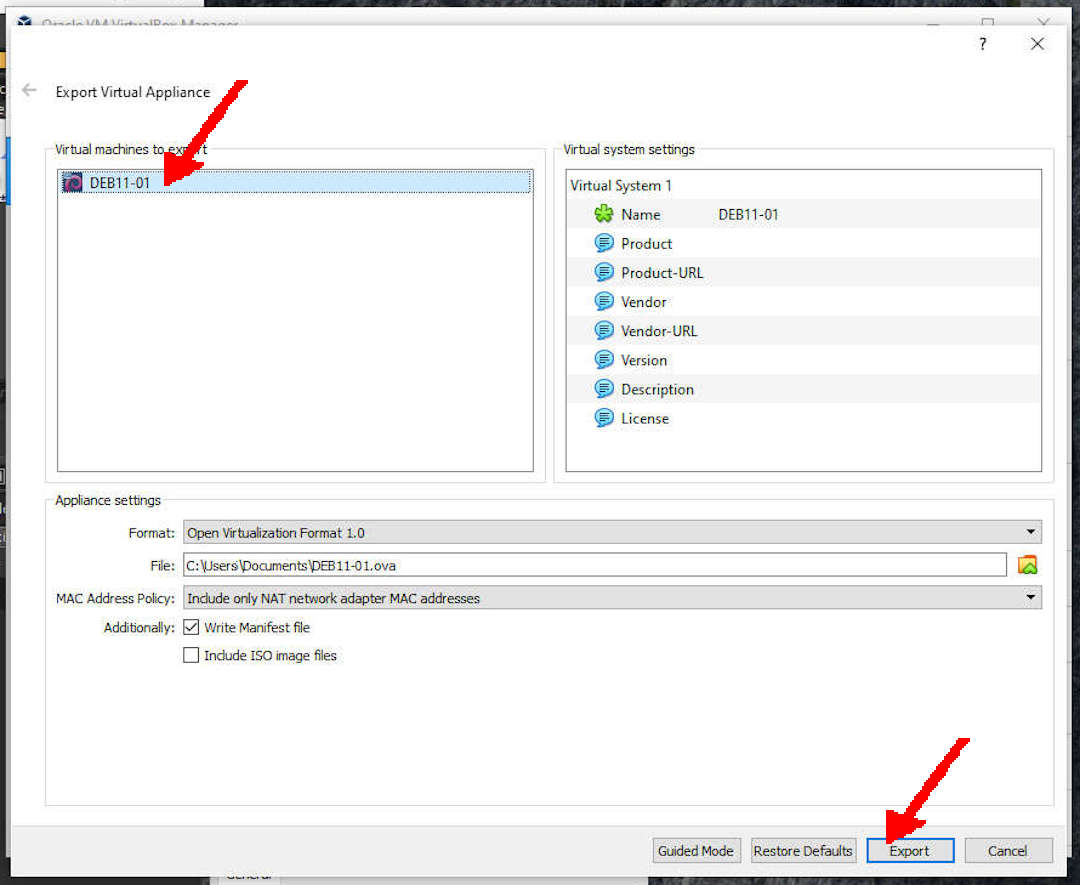 Oracle VM VirtualBox Manager
?
Export Virtual Appliance
Virtual machines to export
DEB11-01
Virtual system settings
Virtual System 1
Name DEB11-01
Product
Product-URL
Vendor
Vendor-URL
Version
Description
License
Appliance settings
Format: Open Virtualization Format 1.0
File: C:\Users\Documents\DEB11-01.ova
MAC Address Policy: Include only NAT network adapter MAC addresses
Additionally: Write Manifest file
Include ISO image files
Guided Mode Restore Defaults Export Cancel
General